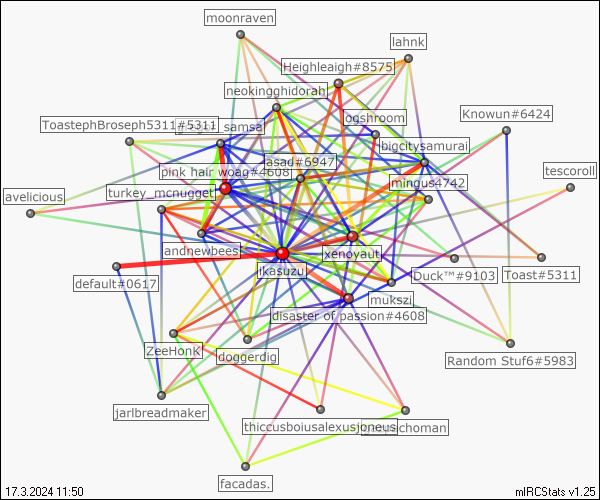 moonraven
lahnk
Heighleaigh#8575
neokingghidorah
Knowun#6424
ogshroom
ToastephBroseph5311#5311
samsai
bigcitysamurai
asad#6947
pink hair woag#4608
tescoroll
mingus4742
turkey_mcnugget
avelicious
andnewbees
xenoyaut
ikasuzu
Duck™#9103
Toast#5311
default#0617
mukszi
disaster of passion#4608
ZeeHonk
doggerdig
Random Stuf6#5983
jarlbreadmaker
thiccusboiusalexusjoneus
choman
facadas.
17.3.2024 11:50
mIRCStats v1.25